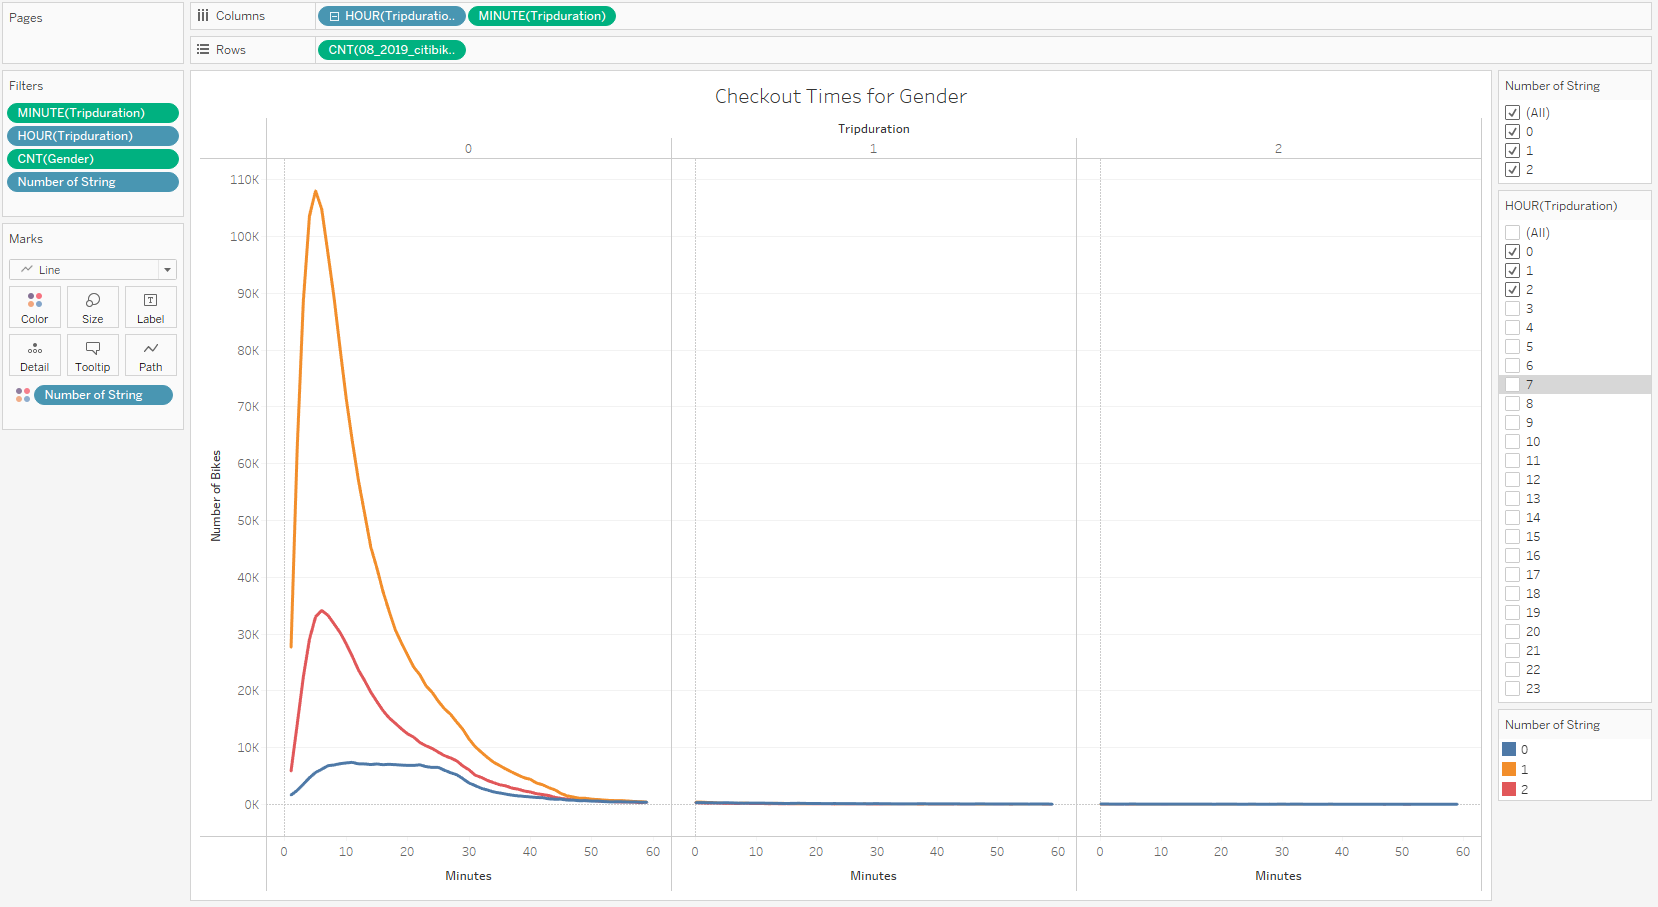 Pages
Columns
HOUR(Tripduratio..
MINUTE(Tripduration)
Rows
CNT(08_2019_citibik..
Filters
MINUTE(Tripduration)
HOUR(Tripduration)
CNT(Gender)
Number of String
Marks
Line
Color
Size
Label
Detail
Tooltip
Path
Number of String
Checkout Times for Gender
Tripduration
0
1
2
110K
100K
90K
80K
70K
60K
50K
40K
30K
20K
10K
0K
Number of Bikes
0 10 20 30 40 50 60
0 10 20 30 40 50 60
0 10 20 30 40 50 60
Minutes
Minutes
Minutes
Number of String
(All)
0
1
2
HOUR(Tripduration)
(All)
0
1
2
3
4
5
6
7
8
9
10
11
12
13
14
15
16
17
18
19
20
21
22
23
Number of String
0
1
2